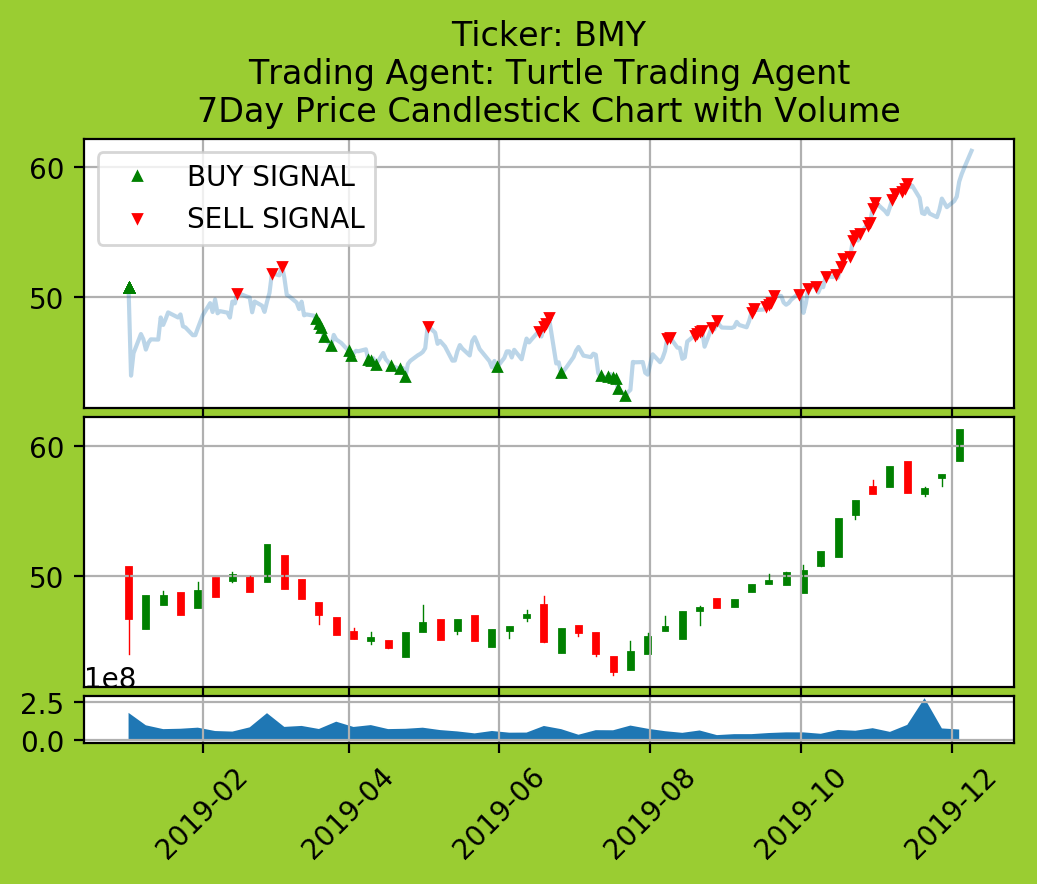 Ticker: BMY
Trading Agent: Turtle Trading Agent
7Day Price Candlestick Chart with Volume
60
BUY SIGNAL
SELL SIGNAL
50
60
50
1e8
2.5
0.0
2019-02
2019-04
2019-06
2019-08
2019-10
2019-12